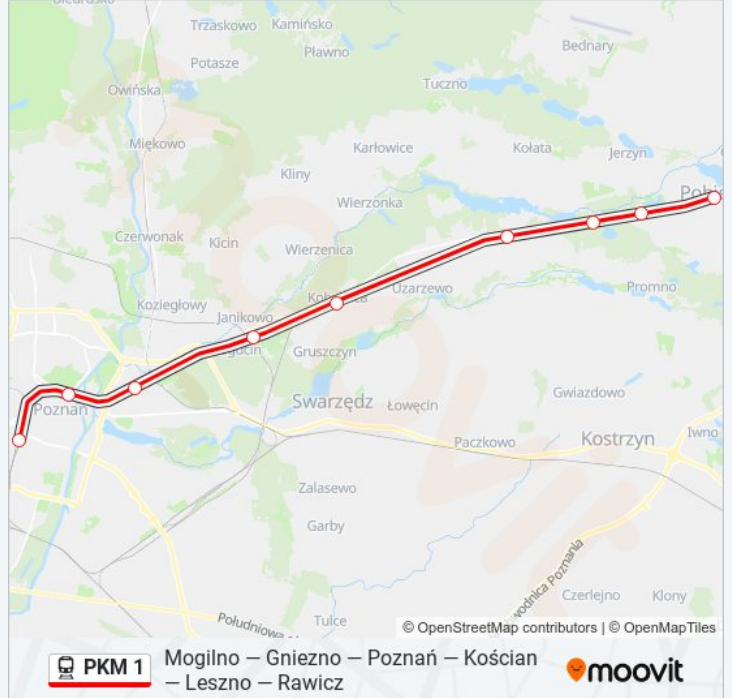 Trzaskowo
Kamińsko
Pławno
Bednary
Potasze
Tuczno
Owińska
Miękowo
Karłowice
Kołata
Jerzyn
Kliny
Wierzonka
Czerwonak
Kicin
Wierzenica
Uzarzewo
Promno
Koziegłowy
Janikowo
Gruszczyn
Poznań
Swarzędz
Łowęcin
Gwiazdowo
Iwno
Paczkowo
Kostrzyn
Zalasewo
Garby
Czerlejno
Klony
Tulce
© OpenStreetMap contributors | © OpenMapTiles
PKM 1
Mogilno – Gniezno – Poznań – Kościan
– Leszno – Rawicz
moovit